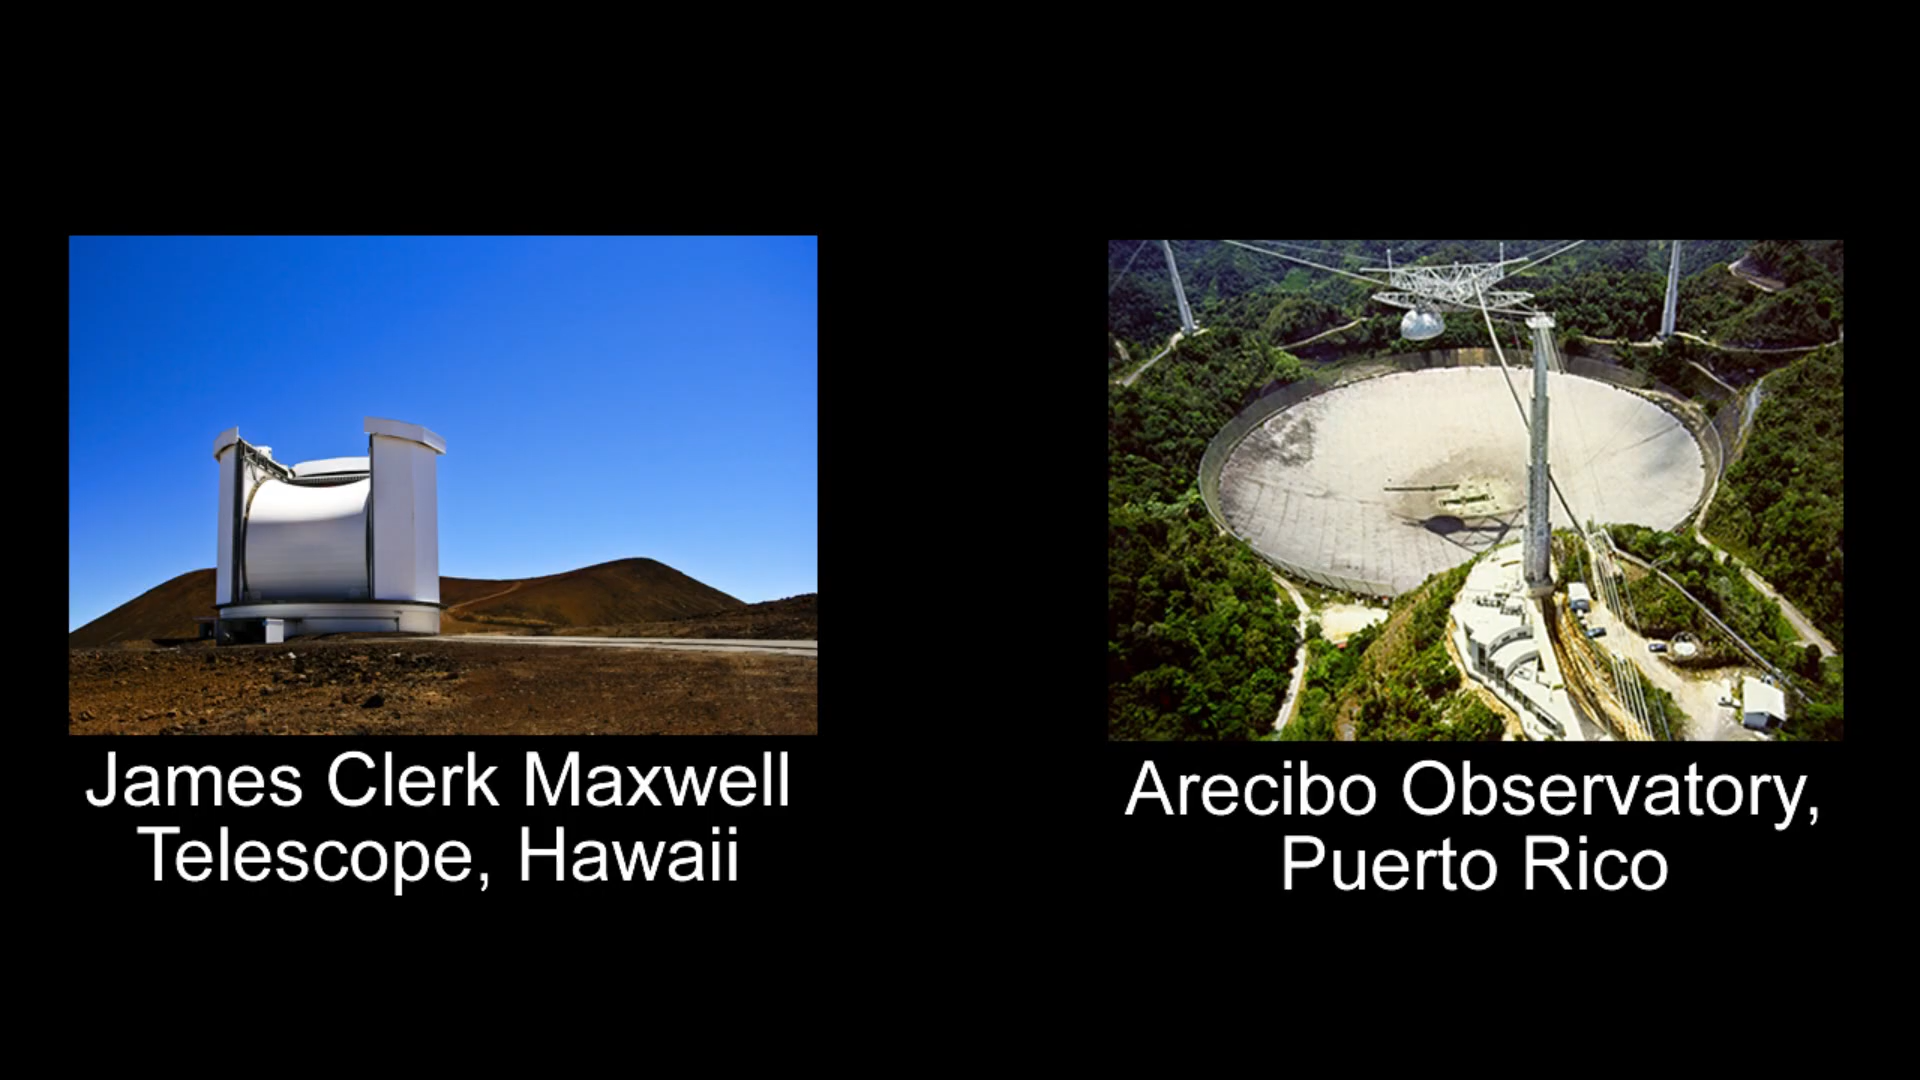 James Clerk Maxwell
Telescope, Hawaii
Arecibo Observatory,
Puerto Rico